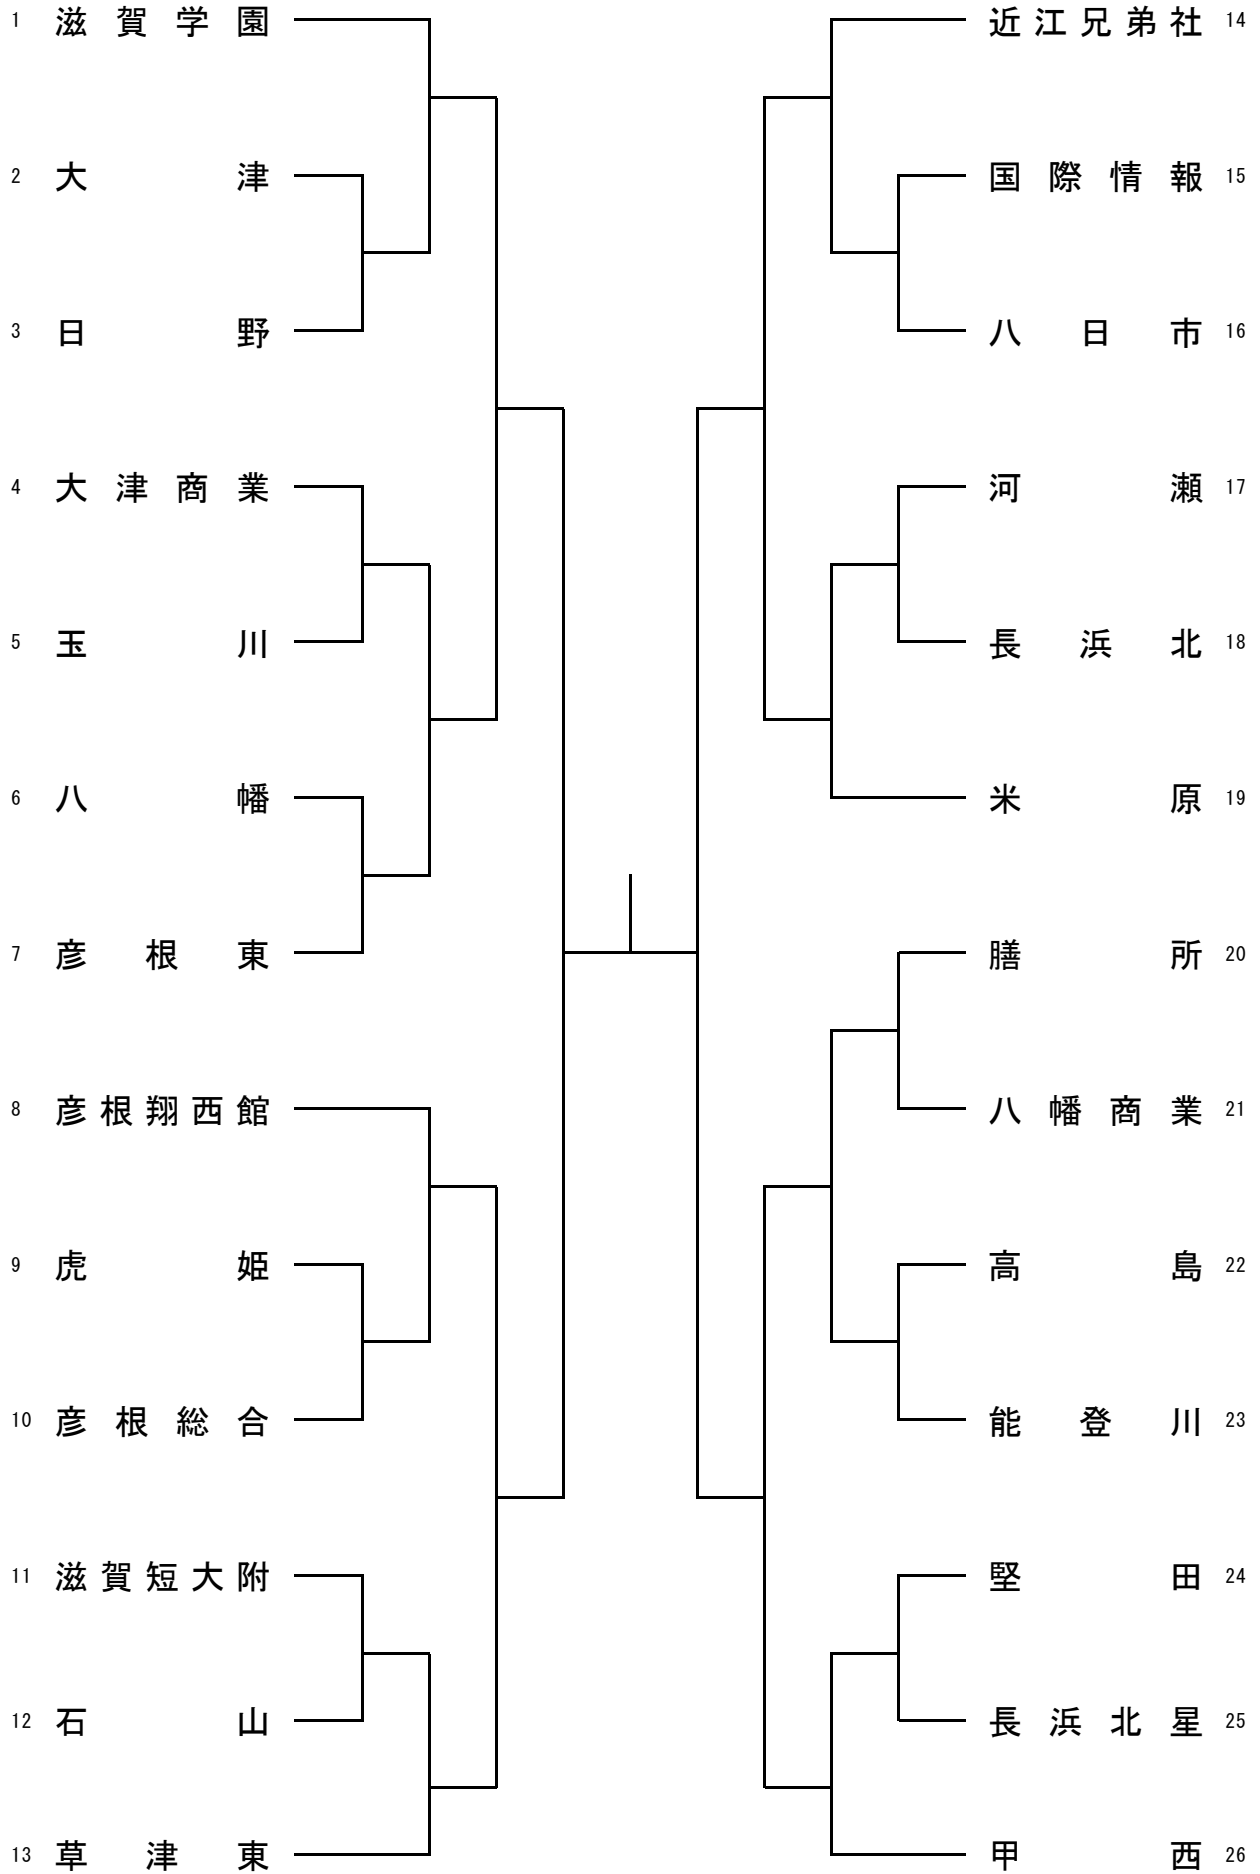 1 滋賀学園
2 大津
3 日野
4 大津商業
5 玉川
6 八幡
7 彦根東
8 彦根翔西館
9 虎姫
10 彦根総合
11 滋賀短大附
12 石山
13 草津東
近江兄弟社 14
国際情報 15
八日市 16
河瀬 17
長浜北 18
米原 19
膳所 20
八幡商業 21
高島 22
能登川 23
堅田 24
長浜北星 25
甲西 26